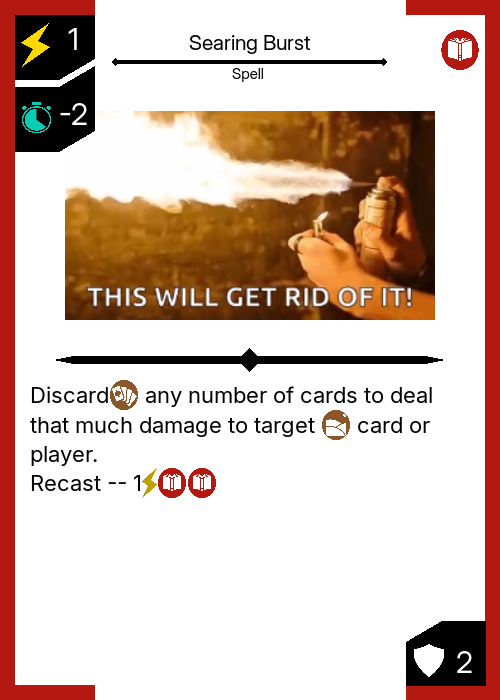 1
Searing Burst
Spell
-2
THIS WILL GET RID OF IT!
Discard any number of cards to deal
that much damage to target card or
player.
Recast -- 1
2